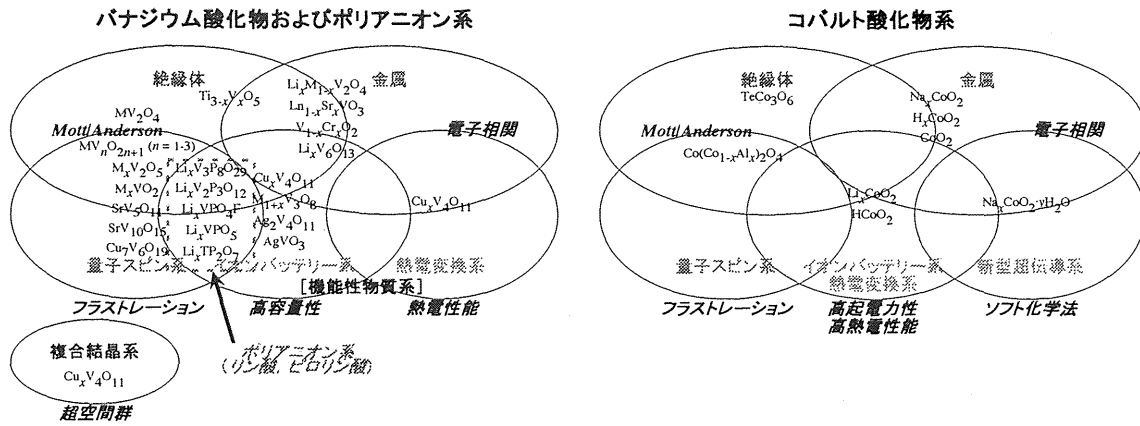 バナジウム酸化物およびポリアニオン系
絶縁体
金属
Ti3-xVxO5
LixM1-xV2O4
Ln1-xSrxVO3
V1-xCrxO2
LixV6O13
MV2O4
Mott/Anderson
MVnO2n+1 (n = 1-3)
電子相関
MxV2O5
MxVO2
SrV5O11
SrV10O15
Cu7V6O19
LixV3P8O29
LixV2P3O12
LixVPO4F
LixVPO5
LixTP2O7
CuxV4O11
M1+xV3O8
Ag2V4O11
AgVO3
CuxV4O11
量子スピン系
イオンバッテリー系
熱電変換系
[機能性物質系]
フラストレーション
高容量性
熱電性能
ポリアニオン系
(リン酸, ピロリン酸)
複合結晶系
CuxV4O11
超空間群
コバルト酸化物系
絶縁体
金属
TeCo3O6
NaxCoO2
HxCoO2
CoO2
Mott/Anderson
電子相関
Co(Co1-xAlx)2O4
LixCoO2
HCoO2
NaxCoO2·yH2O
量子スピン系
イオンバッテリー系
熱電変換系
新型超伝導系
フラストレーション
高起電力性
高熱電性能
ソフト化学法